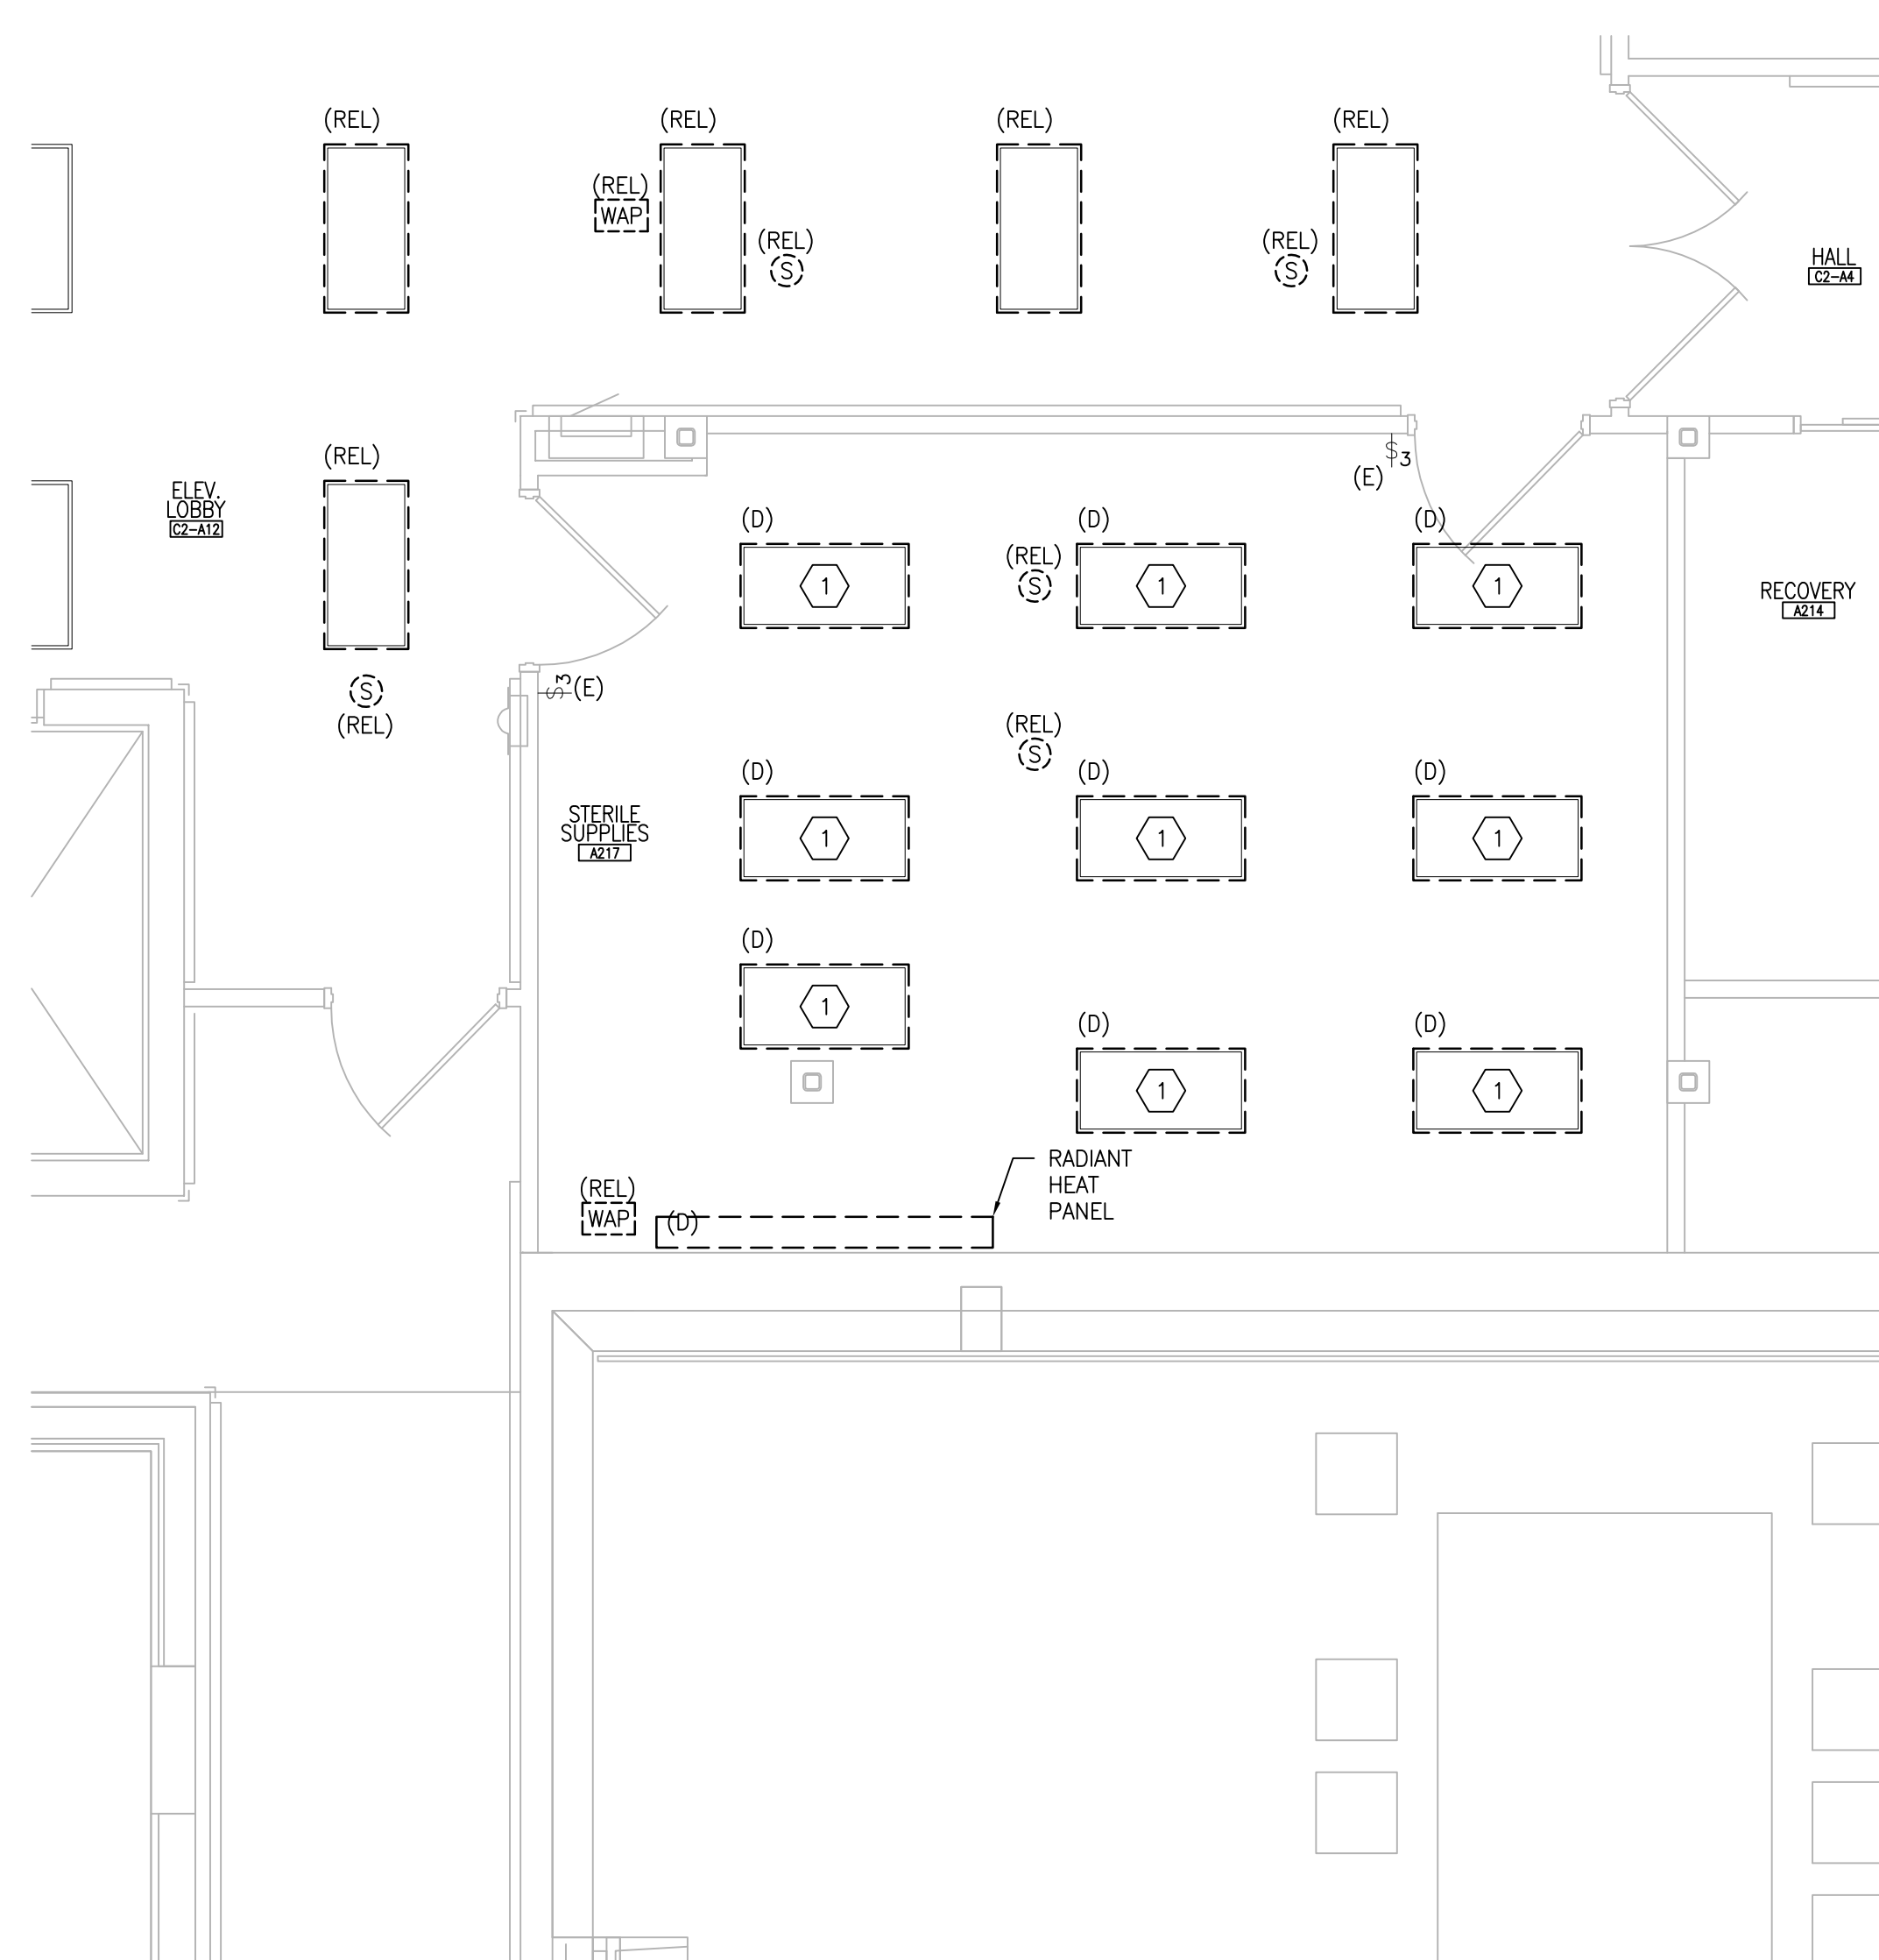 (REL)
(REL)
(REL)
(REL)
(REL)
WAP
(REL)
S
(REL)
S
HALL
C2-A4
(REL)
ELEV.
LOBBY
C2-A12
$3
(E)
(D)
(D)
(D)
(REL)
S
1
1
1
RECOVERY
A214
$3
(E)
S
(REL)
(REL)
S
(D)
(D)
(D)
STERILE
SUPPLIES
A217
1
1
1
(D)
1
(D)
(D)
1
1
RADIANT
HEAT
PANEL
(REL)
WAP
(D)